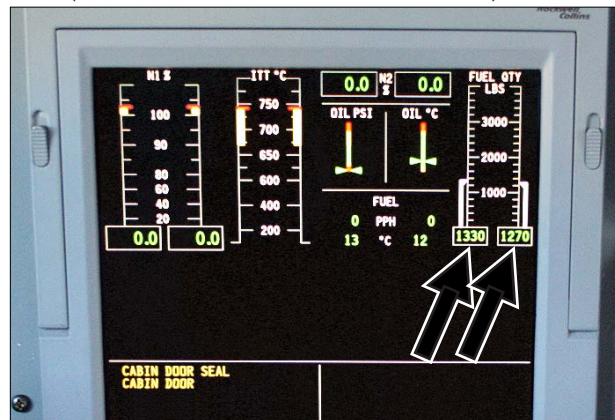 Rockwell
Collins
N1 %
100
90
80
60
40
20
0.0 0.0
ITT °C
750
700
650
600
400
200
0.0 N2 % 0.0
OIL PSI OIL °C
FUEL
0 PPH 0
13 °C 12
FUEL QTY
LBS
3000
2000
1000
1330 1270
CABIN DOOR SEAL
CABIN DOOR